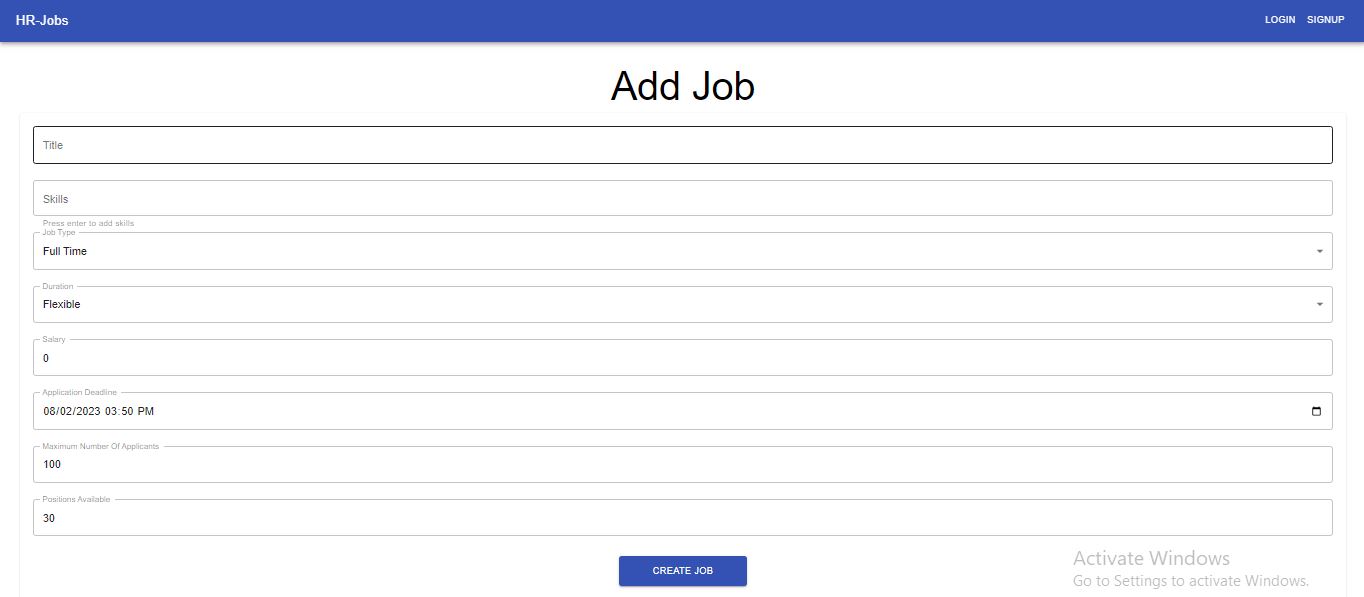 HR-Jobs LOGIN SIGNUP
Add Job
Title
Skills
Press enter to add skills
Job Type
Full Time
Duration
Flexible
Salary
0
Application Deadline
08/02/2023 03:50 PM
Maximum Number Of Applicants
100
Positions Available
30
CREATE JOB
Activate Windows
Go to Settings to activate Windows.